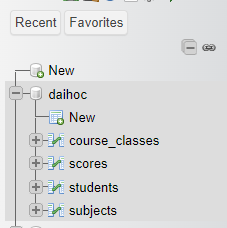 Recent Favorites
New
daihoc
New
course_classes
scores
students
subjects